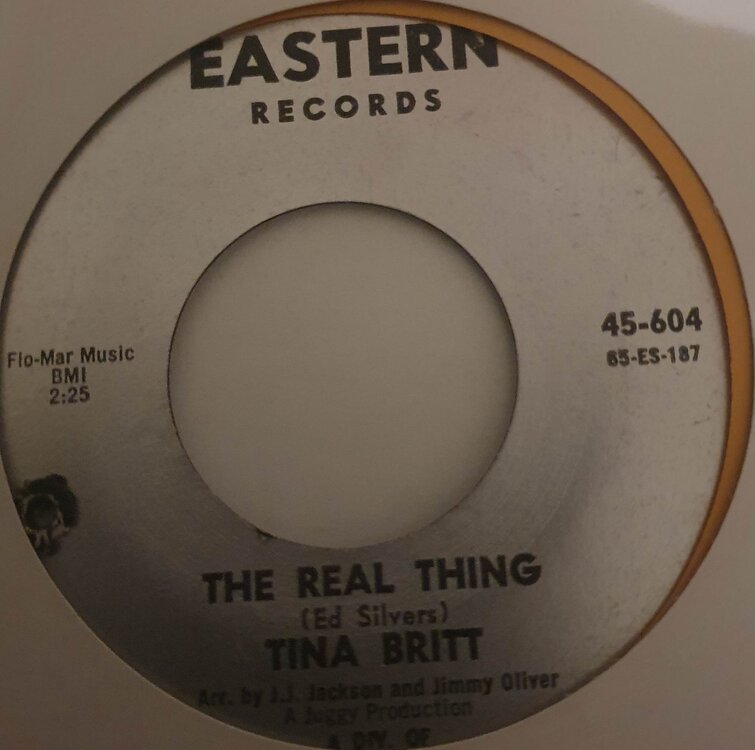 EASTERN
RECORDS
45-604
65-ES-187
Flo-Mar Music
BMI
2:25
THE REAL THING
(Ed Silvers)
TINA BRITT
Arr. by J.J. Jackson and Jimmy Oliver
A Juggy Production
A DIV. OF